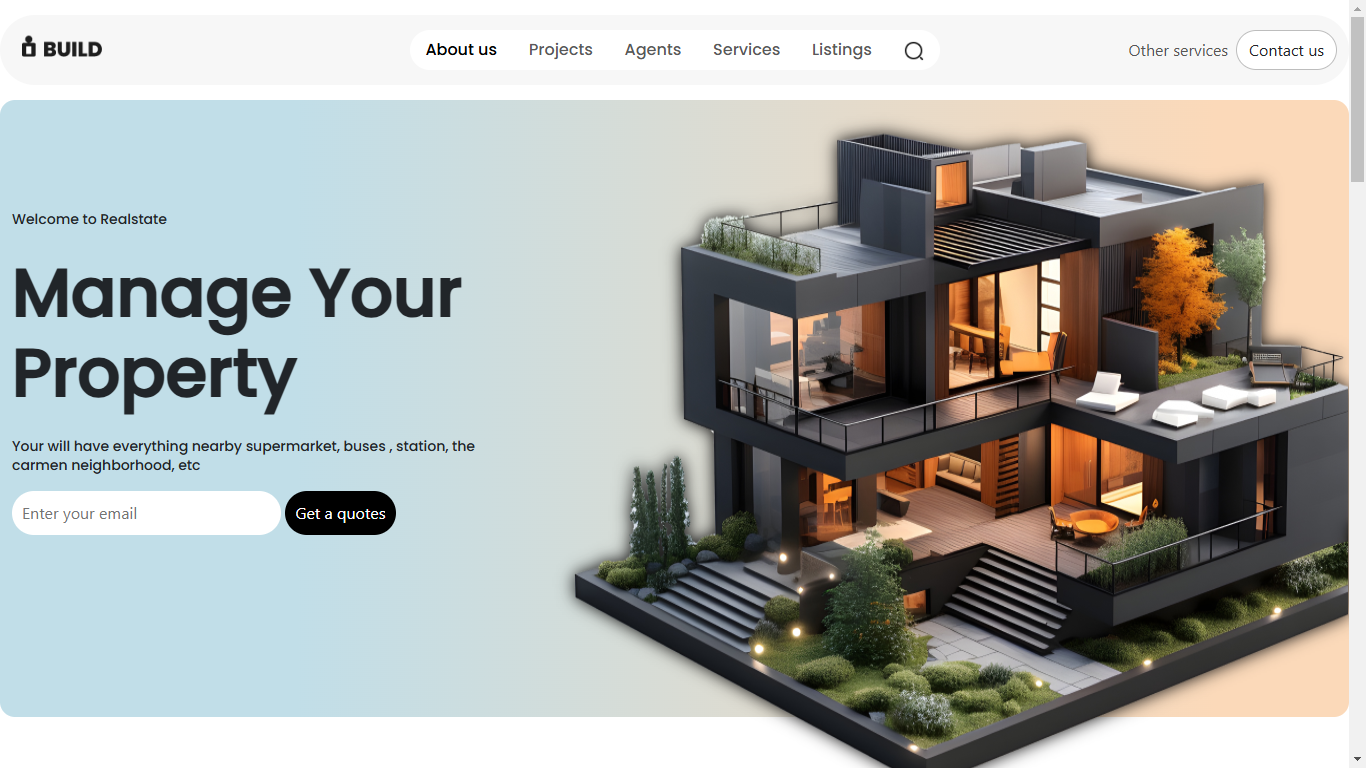 BUILD
About us
Projects
Agents
Services
Listings
Other services
Contact us
Welcome to Realstate
Manage Your
Property
Your will have everything nearby supermarket, buses , station, the
carmen neighborhood, etc
Enter your email
Get a quotes